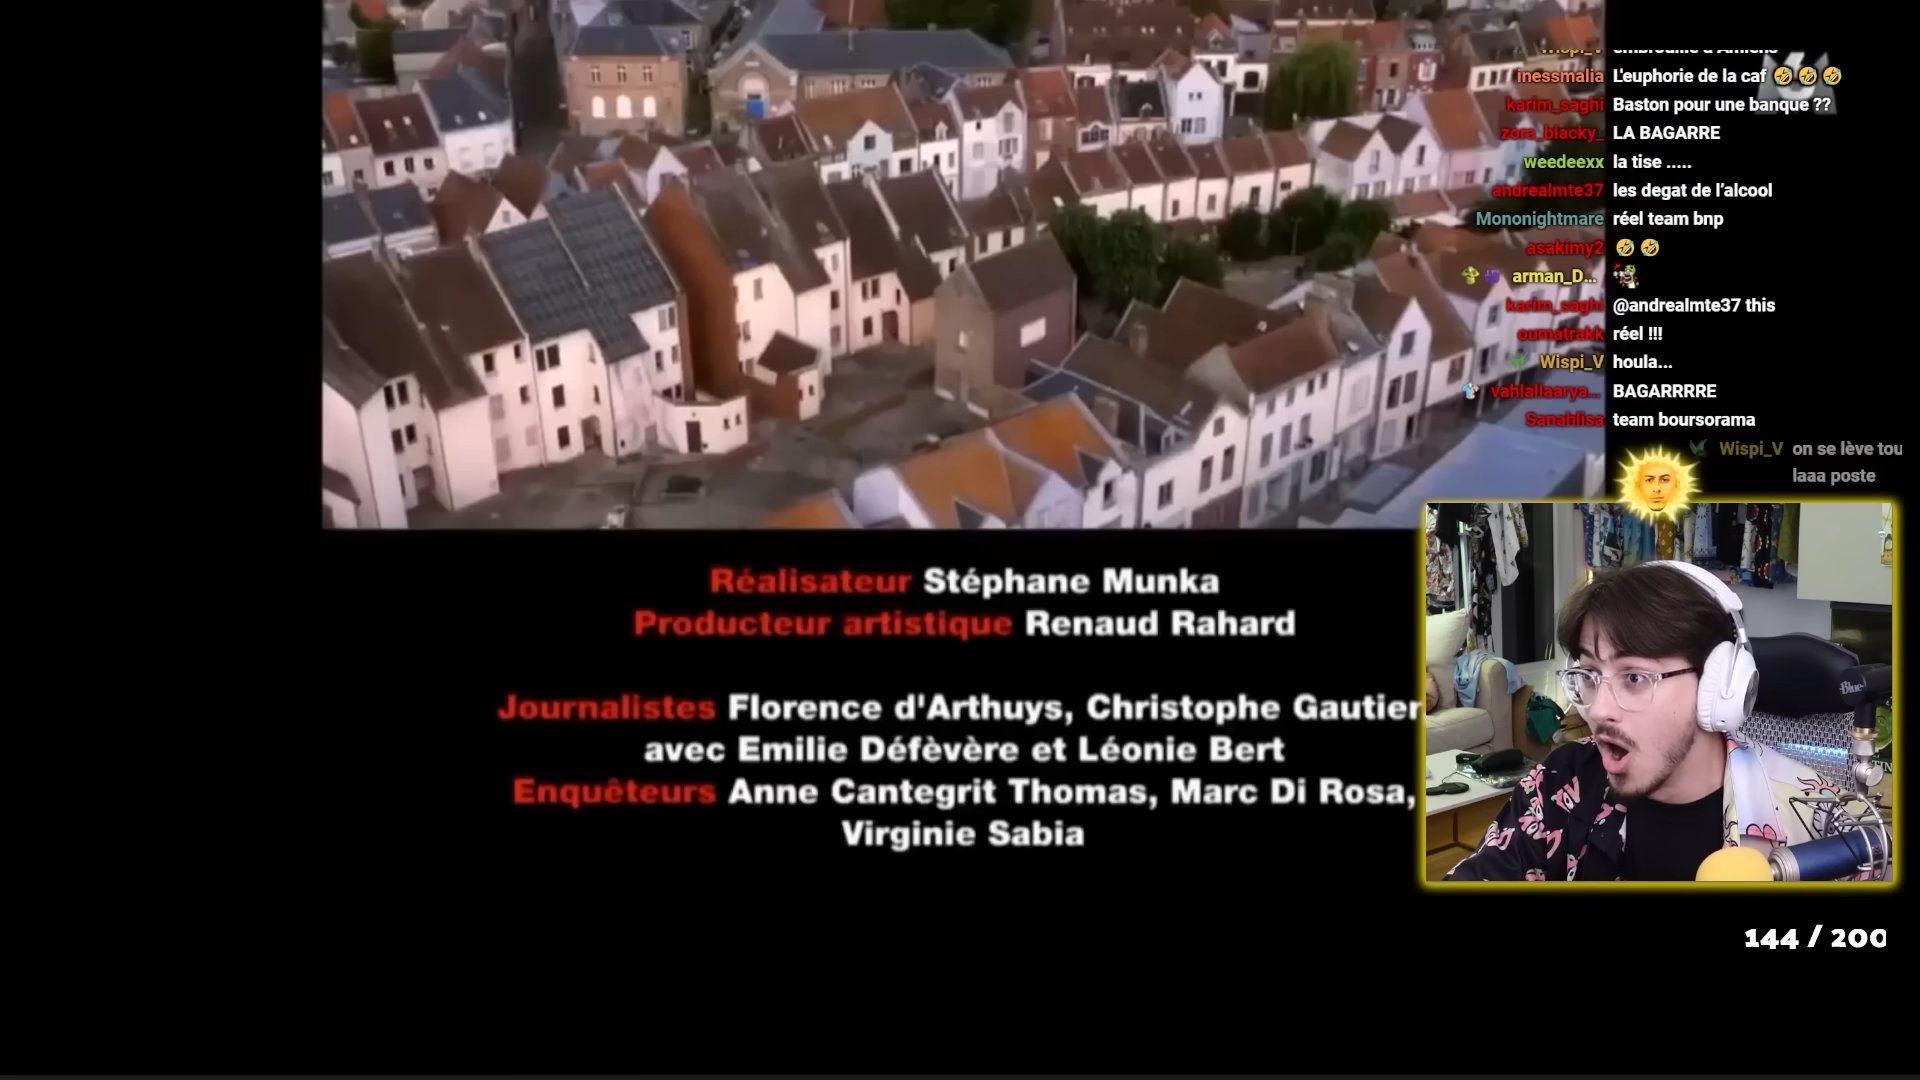 inessmalia L'euphorie de la caf 🤣🤣🤣
karim_saghi Baston pour une banque ??
zora_blacky_ LA BAGARRE
weedeexx la tise .....
andrealmte37 les degat de l'alcool
Mononightmare réel team bnp
asakimy2 🤣🤣
arman_D...
karim_saghi @andrealmte37 this
oumatrakk réel !!!
Wispi_V houla...
vahlallaarya... BAGARRRRE
Sanahlisa team boursorama
Wispi_V on se lève tou
laaa poste
Réalisateur Stéphane Munka
Producteur artistique Renaud Rahard
Journalistes Florence d'Arthuys, Christophe Gautier
avec Emilie Défèvère et Léonie Bert
Enquêteurs Anne Cantegrit Thomas, Marc Di Rosa,
Virginie Sabia
Blue
144 / 200